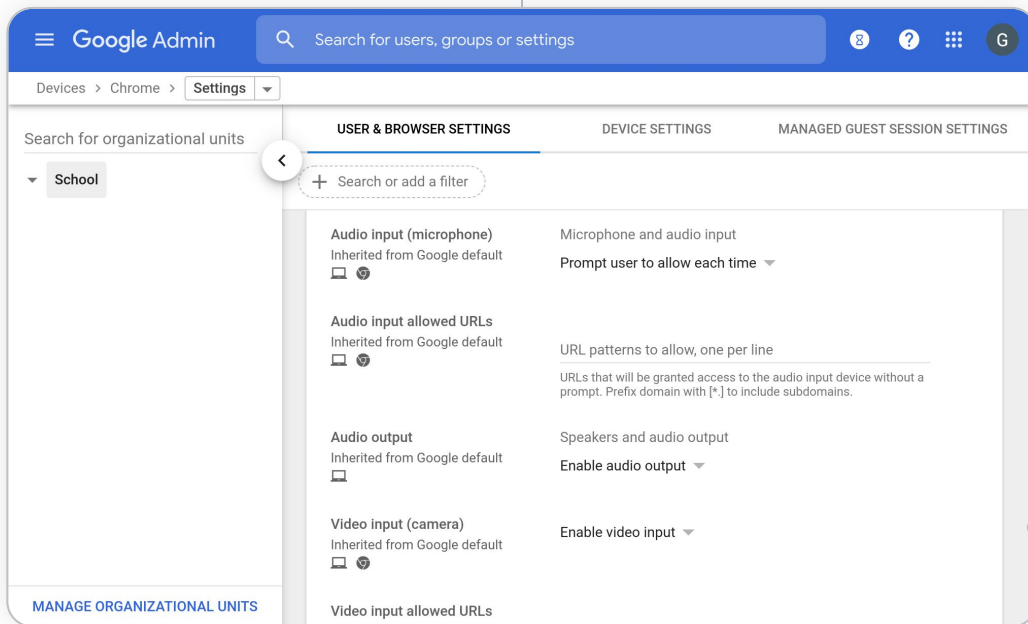 Google Admin
Search for users, groups or settings
G
Devices > Chrome > Settings
Search for organizational units
School
MANAGE ORGANIZATIONAL UNITS
USER & BROWSER SETTINGS
DEVICE SETTINGS
MANAGED GUEST SESSION SETTINGS
Search or add a filter
Audio input (microphone)
Inherited from Google default
Microphone and audio input
Prompt user to allow each time
Audio input allowed URLs
Inherited from Google default
URL patterns to allow, one per line
URLs that will be granted access to the audio input device without a
prompt. Prefix domain with [*.] to include subdomains.
Audio output
Inherited from Google default
Speakers and audio output
Enable audio output
Video input (camera)
Inherited from Google default
Enable video input
Video input allowed URLs